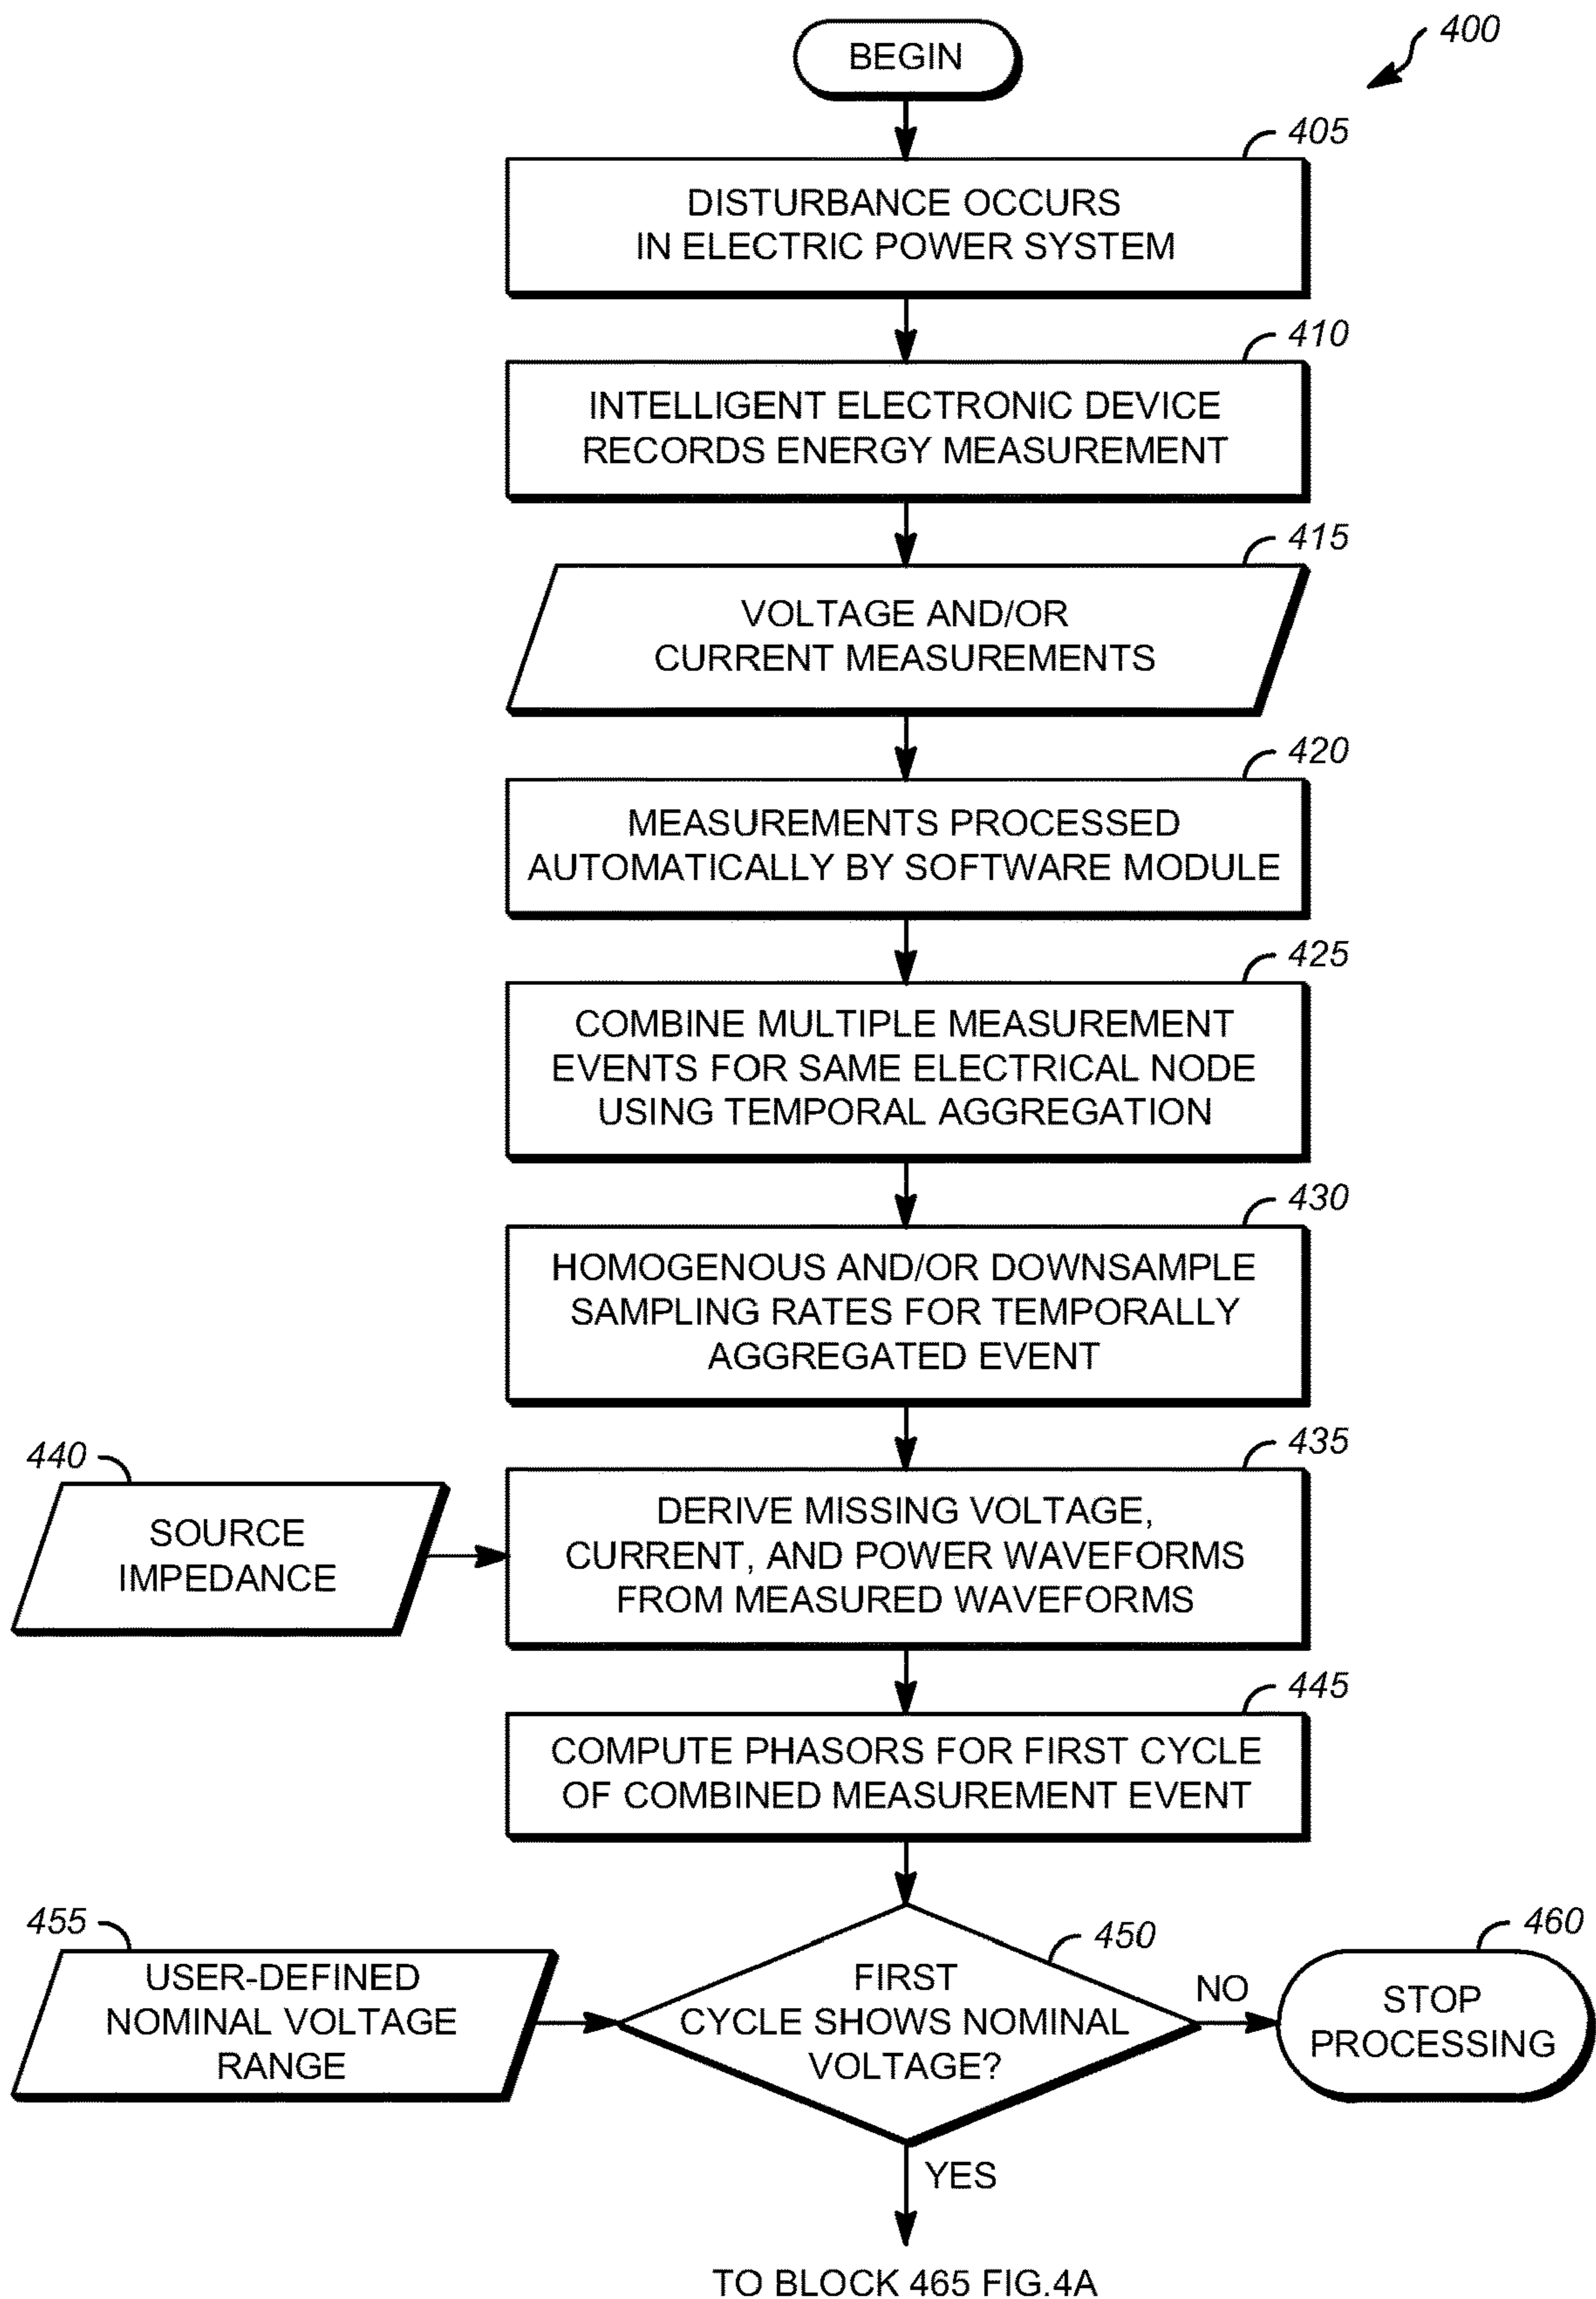 BEGIN
400
405
DISTURBANCE OCCURS
IN ELECTRIC POWER SYSTEM
410
INTELLIGENT ELECTRONIC DEVICE
RECORDS ENERGY MEASUREMENT
415
VOLTAGE AND/OR
CURRENT MEASUREMENTS
420
MEASUREMENTS PROCESSED
AUTOMATICALLY BY SOFTWARE MODULE
425
COMBINE MULTIPLE MEASUREMENT
EVENTS FOR SAME ELECTRICAL NODE
USING TEMPORAL AGGREGATION
430
HOMOGENOUS AND/OR DOWNSAMPLE
SAMPLING RATES FOR TEMPORALLY
AGGREGATED EVENT
440
SOURCE
IMPEDANCE
435
DERIVE MISSING VOLTAGE,
CURRENT, AND POWER WAVEFORMS
FROM MEASURED WAVEFORMS
445
COMPUTE PHASORS FOR FIRST CYCLE
OF COMBINED MEASUREMENT EVENT
455
USER-DEFINED
NOMINAL VOLTAGE
RANGE
450
FIRST
CYCLE SHOWS NOMINAL
VOLTAGE?
NO
460
STOP
PROCESSING
YES
TO BLOCK 465 FIG.4A